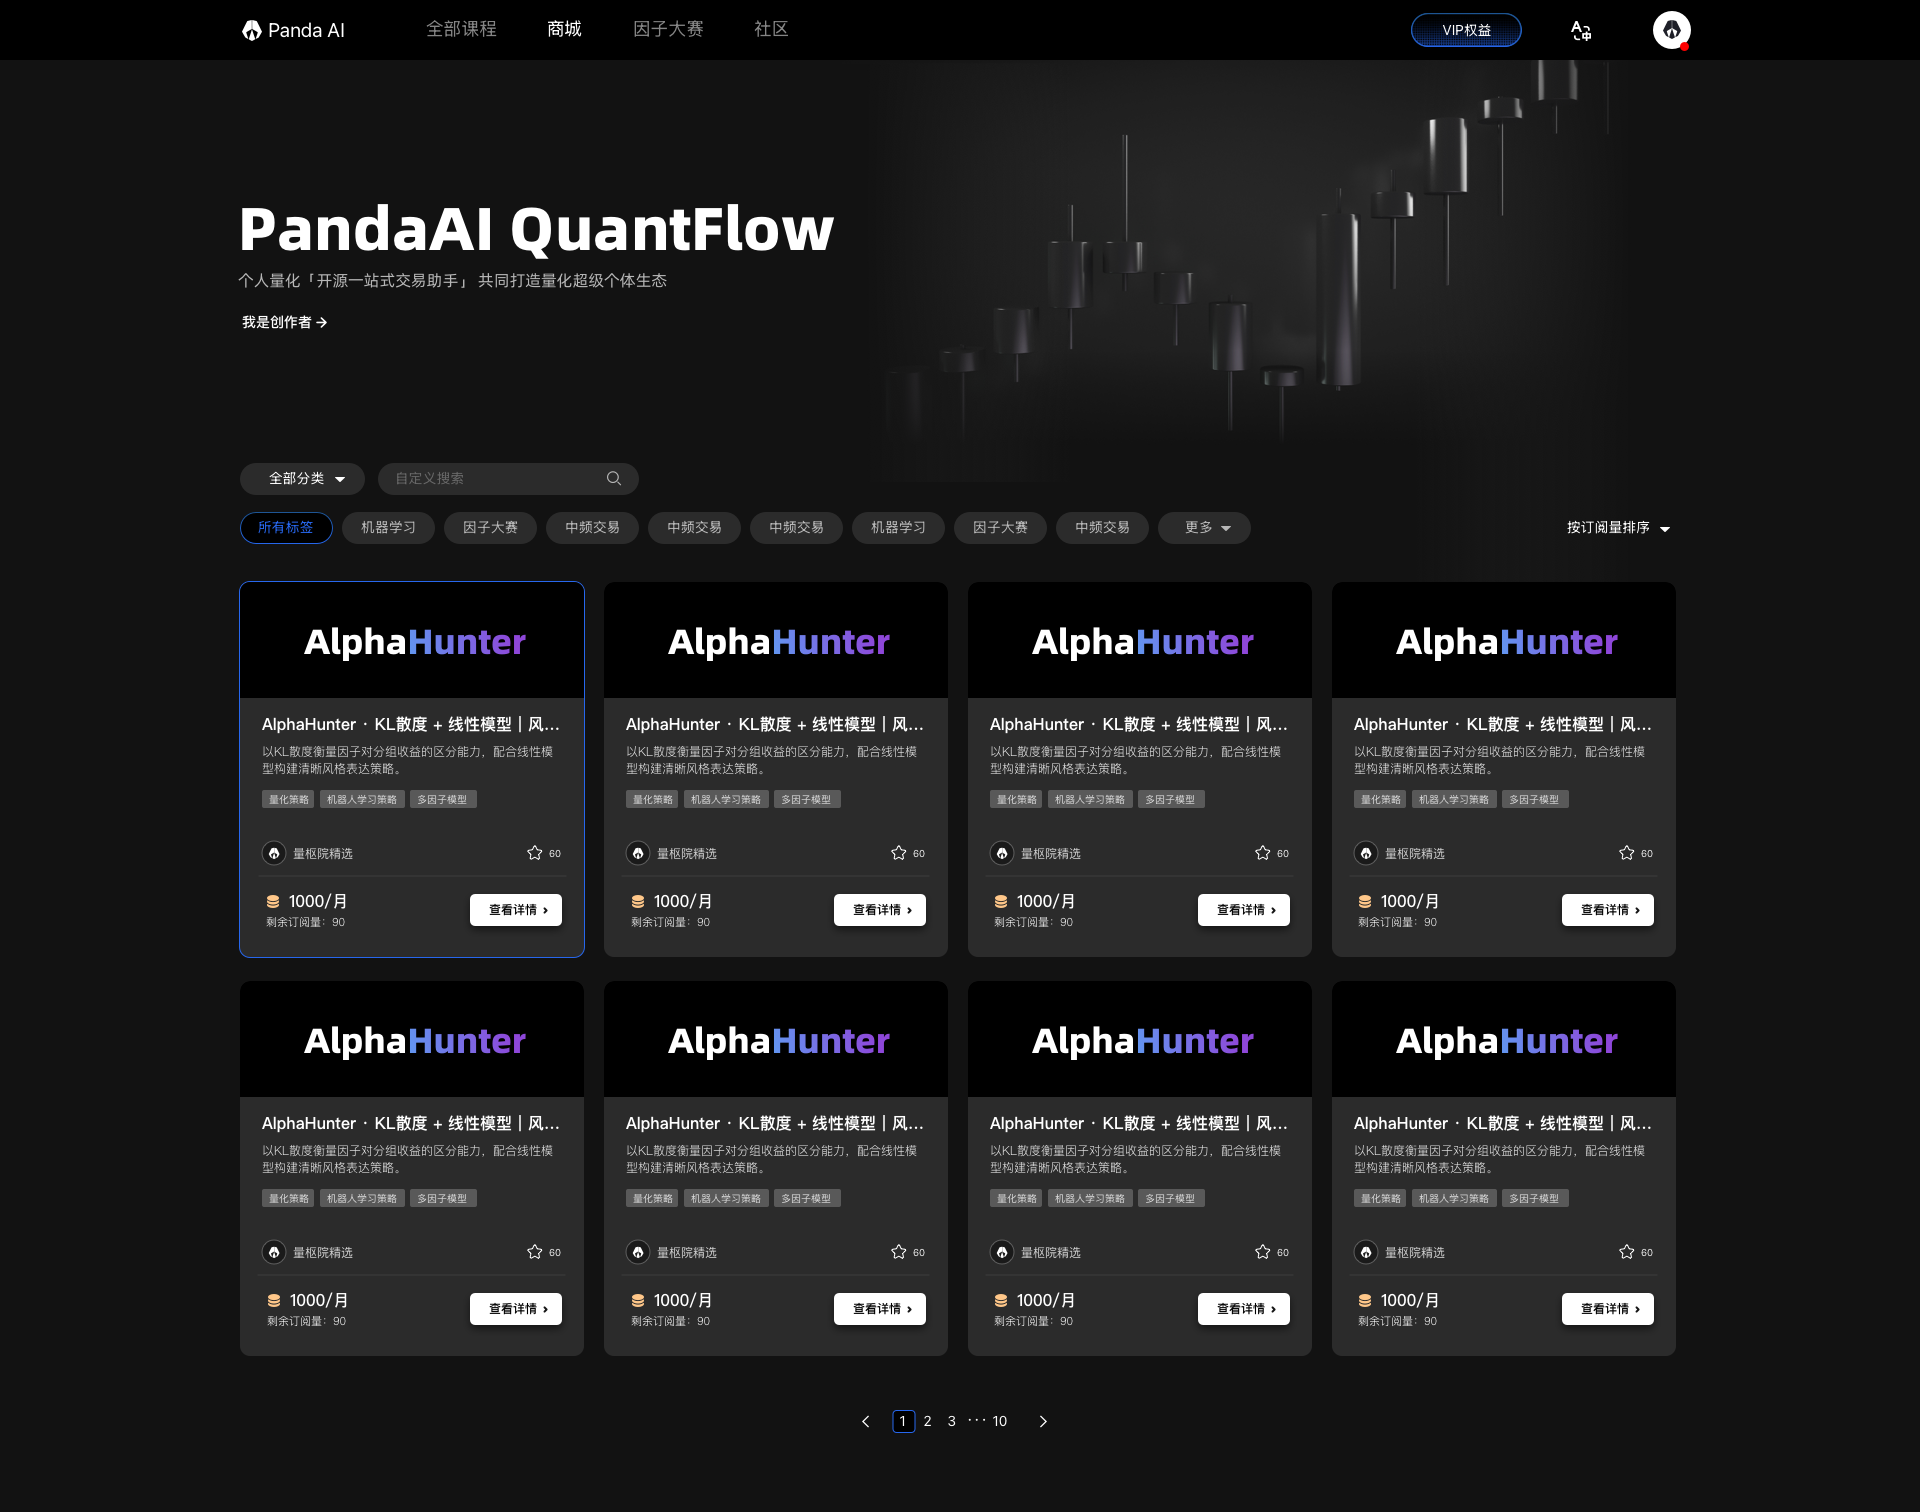 Panda AI
全部课程
商城
因子大赛
社区
VIP权益
PandaAI QuantFlow
个人量化「开源一站式交易助手」 共同打造量化超级个体生态
我是创作者
全部分类
自定义搜索
所有标签
机器学习
因子大赛
中频交易
中频交易
中频交易
机器学习
因子大赛
中频交易
更多
按订阅量排序
AlphaHunter
AlphaHunter · KL散度 + 线性模型｜风...
以KL散度衡量因子对分组收益的区分能力，配合线性模
型构建清晰风格表达策略。
量化策略 机器人学习策略 多因子模型
量枢院精选 60
1000/月
剩余订阅量：90
查看详情 ›
AlphaHunter
AlphaHunter · KL散度 + 线性模型｜风...
以KL散度衡量因子对分组收益的区分能力，配合线性模
型构建清晰风格表达策略。
量化策略 机器人学习策略 多因子模型
量枢院精选 60
1000/月
剩余订阅量：90
查看详情 ›
AlphaHunter
AlphaHunter · KL散度 + 线性模型｜风...
以KL散度衡量因子对分组收益的区分能力，配合线性模
型构建清晰风格表达策略。
量化策略 机器人学习策略 多因子模型
量枢院精选 60
1000/月
剩余订阅量：90
查看详情 ›
AlphaHunter
AlphaHunter · KL散度 + 线性模型｜风...
以KL散度衡量因子对分组收益的区分能力，配合线性模
型构建清晰风格表达策略。
量化策略 机器人学习策略 多因子模型
量枢院精选 60
1000/月
剩余订阅量：90
查看详情 ›
AlphaHunter
AlphaHunter · KL散度 + 线性模型｜风...
以KL散度衡量因子对分组收益的区分能力，配合线性模
型构建清晰风格表达策略。
量化策略 机器人学习策略 多因子模型
量枢院精选 60
1000/月
剩余订阅量：90
查看详情 ›
AlphaHunter
AlphaHunter · KL散度 + 线性模型｜风...
以KL散度衡量因子对分组收益的区分能力，配合线性模
型构建清晰风格表达策略。
量化策略 机器人学习策略 多因子模型
量枢院精选 60
1000/月
剩余订阅量：90
查看详情 ›
AlphaHunter
AlphaHunter · KL散度 + 线性模型｜风...
以KL散度衡量因子对分组收益的区分能力，配合线性模
型构建清晰风格表达策略。
量化策略 机器人学习策略 多因子模型
量枢院精选 60
1000/月
剩余订阅量：90
查看详情 ›
AlphaHunter
AlphaHunter · KL散度 + 线性模型｜风...
以KL散度衡量因子对分组收益的区分能力，配合线性模
型构建清晰风格表达策略。
量化策略 机器人学习策略 多因子模型
量枢院精选 60
1000/月
剩余订阅量：90
查看详情 ›
1 2 3 ··· 10